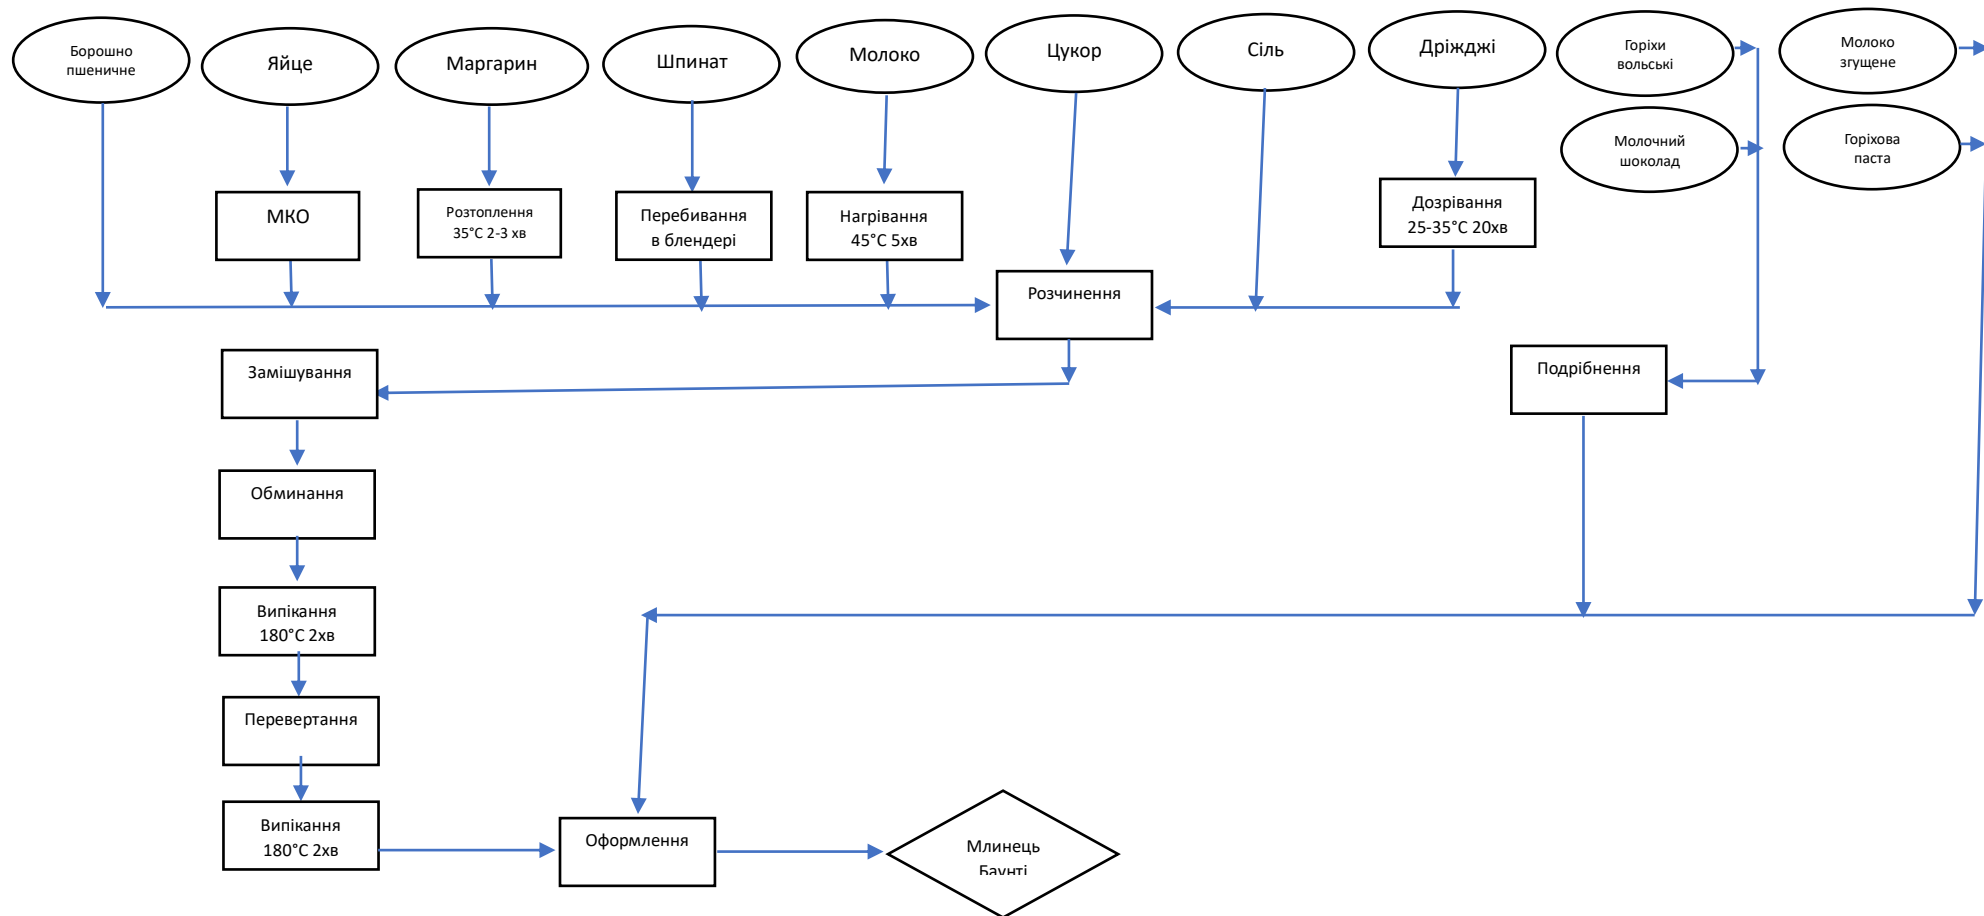 Борошно
пшеничне
Яйце
Маргарин
Шпинат
Молоко
Цукор
Сіль
Дріжджі
Горіхи
вольські
Молоко
згущене
Молочний
шоколад
Горіхова
паста
МКО
Розтоплення
35°С 2-3 хв
Перебивання
в блендері
Нагрівання
45°С 5хв
Дозрівання
25-35°С 20хв
Розчинення
Замішування
Подрібнення
Обминання
Випікання
180°С 2хв
Перевертання
Випікання
180°С 2хв
Оформлення
Млинець
Баунті